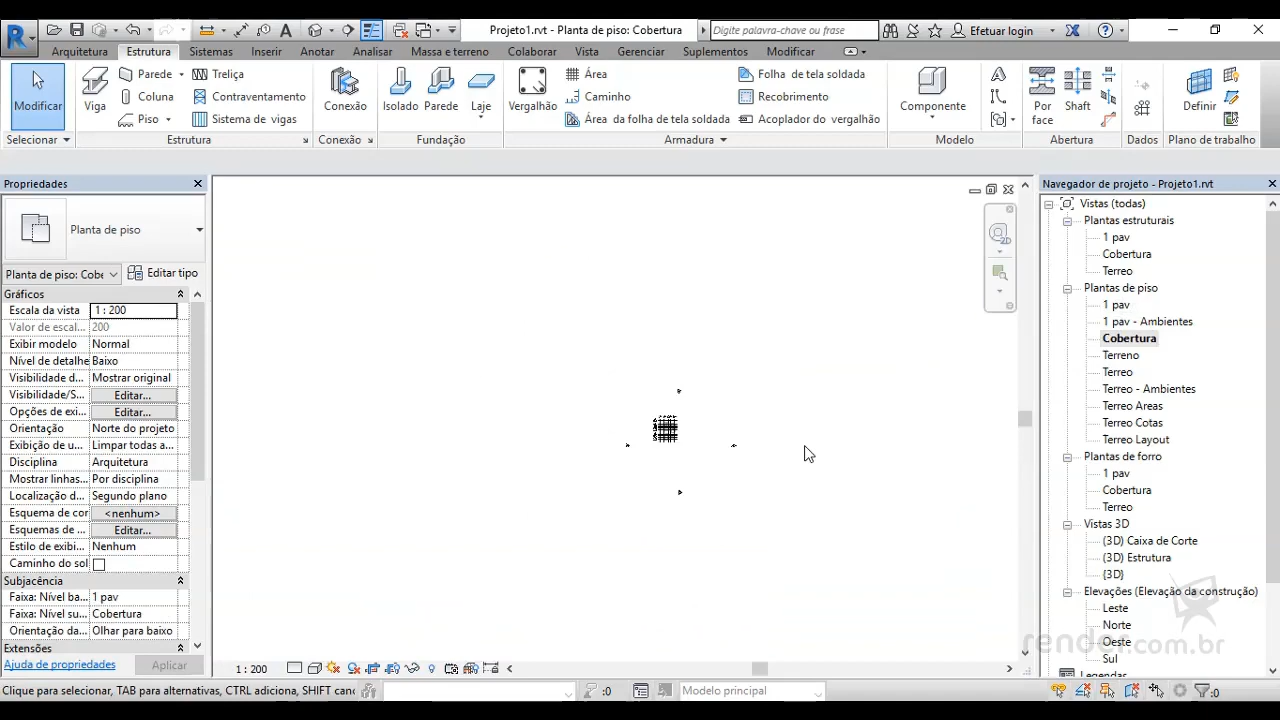 Projeto1.rvt - Planta de piso: Cobertura
Digite palavra-chave ou frase
Efetuar login
Arquitetura Estrutura Sistemas Inserir Anotar Analisar Massa e terreno Colaborar Vista Gerenciar Suplementos Modificar
Modificar
Viga
Parede
Coluna
Piso
Treliça
Contraventamento
Sistema de vigas
Conexão
Isolado Parede Laje
Vergalhão
Área
Caminho
Área da folha de tela soldada
Folha de tela soldada
Recobrimento
Acoplador do vergalhão
Componente
Por face
Shaft
Definir
Selecionar Estrutura Conexão Fundação Armadura Modelo Abertura Dados Plano de trabalho
Propriedades
Planta de piso
Planta de piso: Cobe Editar tipo
Gráficos
Escala da vista 1 : 200
Valor de escal... 200
Exibir modelo Normal
Nível de detalhe Baixo
Visibilidade d... Mostrar original
Visibilidade/S... Editar...
Opções de exi... Editar...
Orientação Norte do projeto
Exibição de u... Limpar todas a...
Disciplina Arquitetura
Mostrar linhas... Por disciplina
Localização d... Segundo plano
Esquema de cor <nenhum>
Esquemas de ... Editar...
Estilo de exibi... Nenhum
Caminho do sol
Subjacência
Faixa: Nível ba... 1 pav
Faixa: Nível su... Cobertura
Orientação da... Olhar para baixo
Extensões
Ajuda de propriedades Aplicar
2D
1 : 200
Navegador de projeto - Projeto1.rvt
Vistas (todas)
Plantas estruturais
1 pav
Cobertura
Terreo
Plantas de piso
1 pav
1 pav - Ambientes
Cobertura
Terreno
Terreo
Terreo - Ambientes
Terreo Areas
Terreo Cotas
Terreo Layout
Plantas de forro
1 pav
Cobertura
Terreo
Vistas 3D
(3D) Caixa de Corte
(3D) Estrutura
{3D}
Elevações (Elevação da construção)
Leste
Norte
Oeste
Sul
Legendas
render.com.br
Clique para selecionar, TAB para alternativas, CTRL adiciona, SHIFT canc
:0
Modelo principal
:0